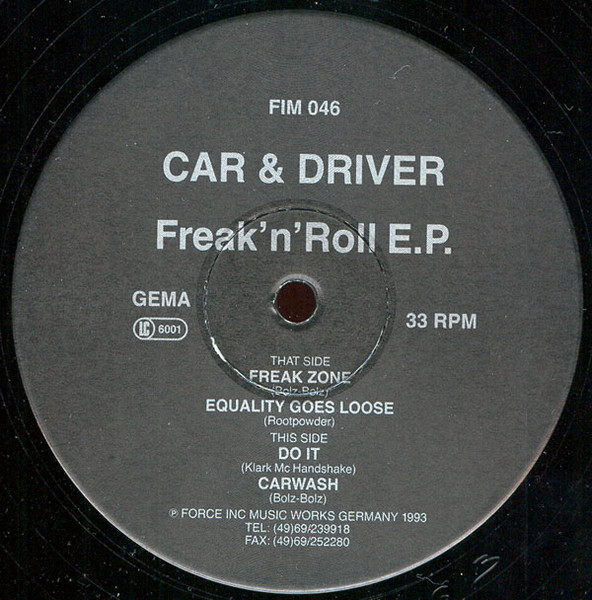 FIM 046
CAR & DRIVER
Freak'n'Roll E.P.
GEMA
LC 6001
33 RPM
THAT SIDE
FREAK ZONE
(Bolz-Bolz)
EQUALITY GOES LOOSE
(Rootpowder)
THIS SIDE
DO IT
(Klark Mc Handshake)
CARWASH
(Bolz-Bolz)
℗ FORCE INC MUSIC WORKS GERMANY 1993
TEL: (49)69/239918
FAX: (49)69/252280